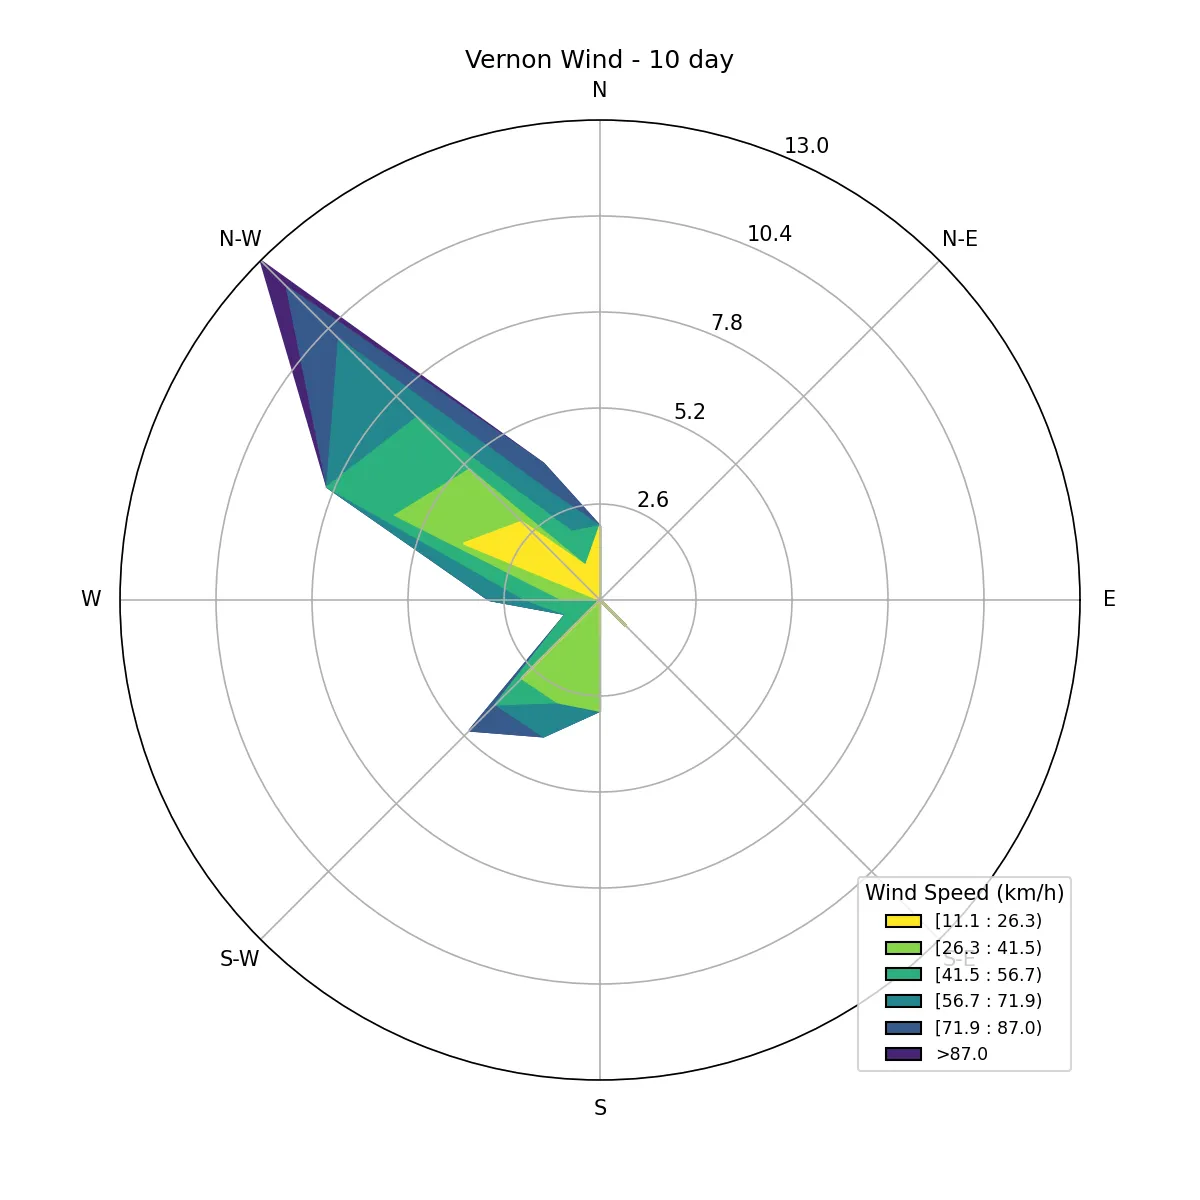 Vernon Wind - 10 day
N
13.0
N-W
10.4
N-E
7.8
5.2
2.6
W
E
S-W
S-E
S
Wind Speed (km/h)
[11.1 : 26.3)
[26.3 : 41.5)
[41.5 : 56.7)
[56.7 : 71.9)
[71.9 : 87.0)
>87.0